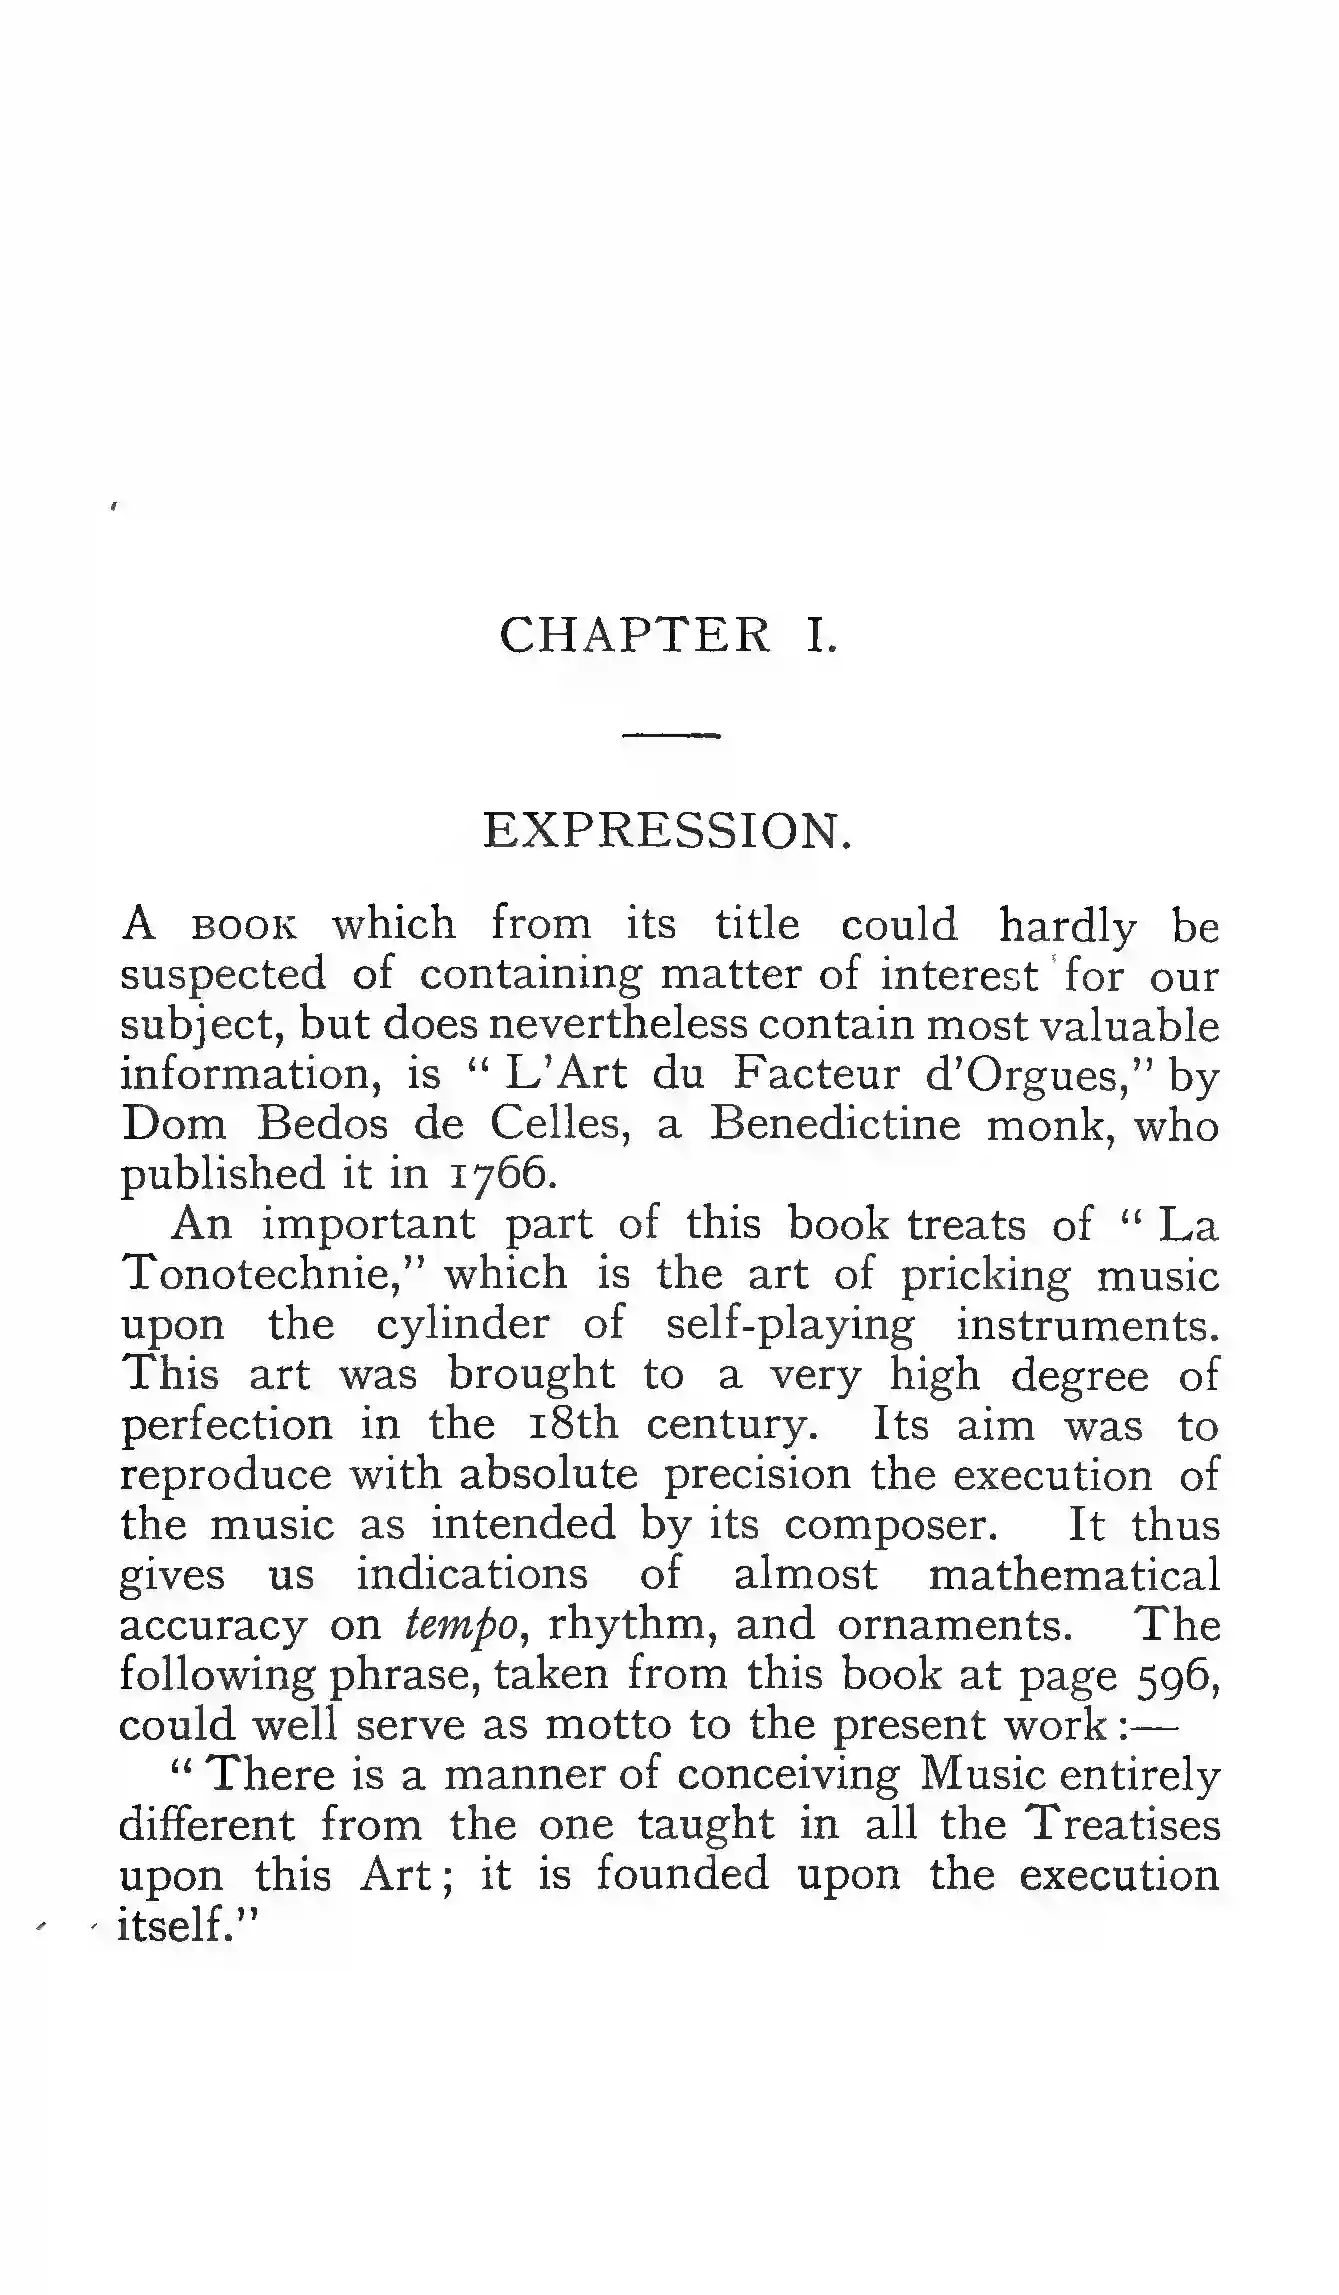 CHAPTER I.
EXPRESSION.
A BOOK which from its title could hardly be
suspected of containing matter of interest for our
subject, but does nevertheless contain most valuable
information, is “ L’Art du Facteur d’Orgues,” by
Dom Bedos de Celles, a Benedictine monk, who
published it in 1766.
An important part of this book treats of “ La
Tonotechnie,” which is the art of pricking music
upon the cylinder of self-playing instruments.
This art was brought to a very high degree of
perfection in the 18th century. Its aim was to
reproduce with absolute precision the execution of
the music as intended by its composer. It thus
gives us indications of almost mathematical
accuracy on tempo, rhythm, and ornaments. The
following phrase, taken from this book at page 596,
could well serve as motto to the present work :—
“ There is a manner of conceiving Music entirely
different from the one taught in all the Treatises
upon this Art ; it is founded upon the execution
itself.”